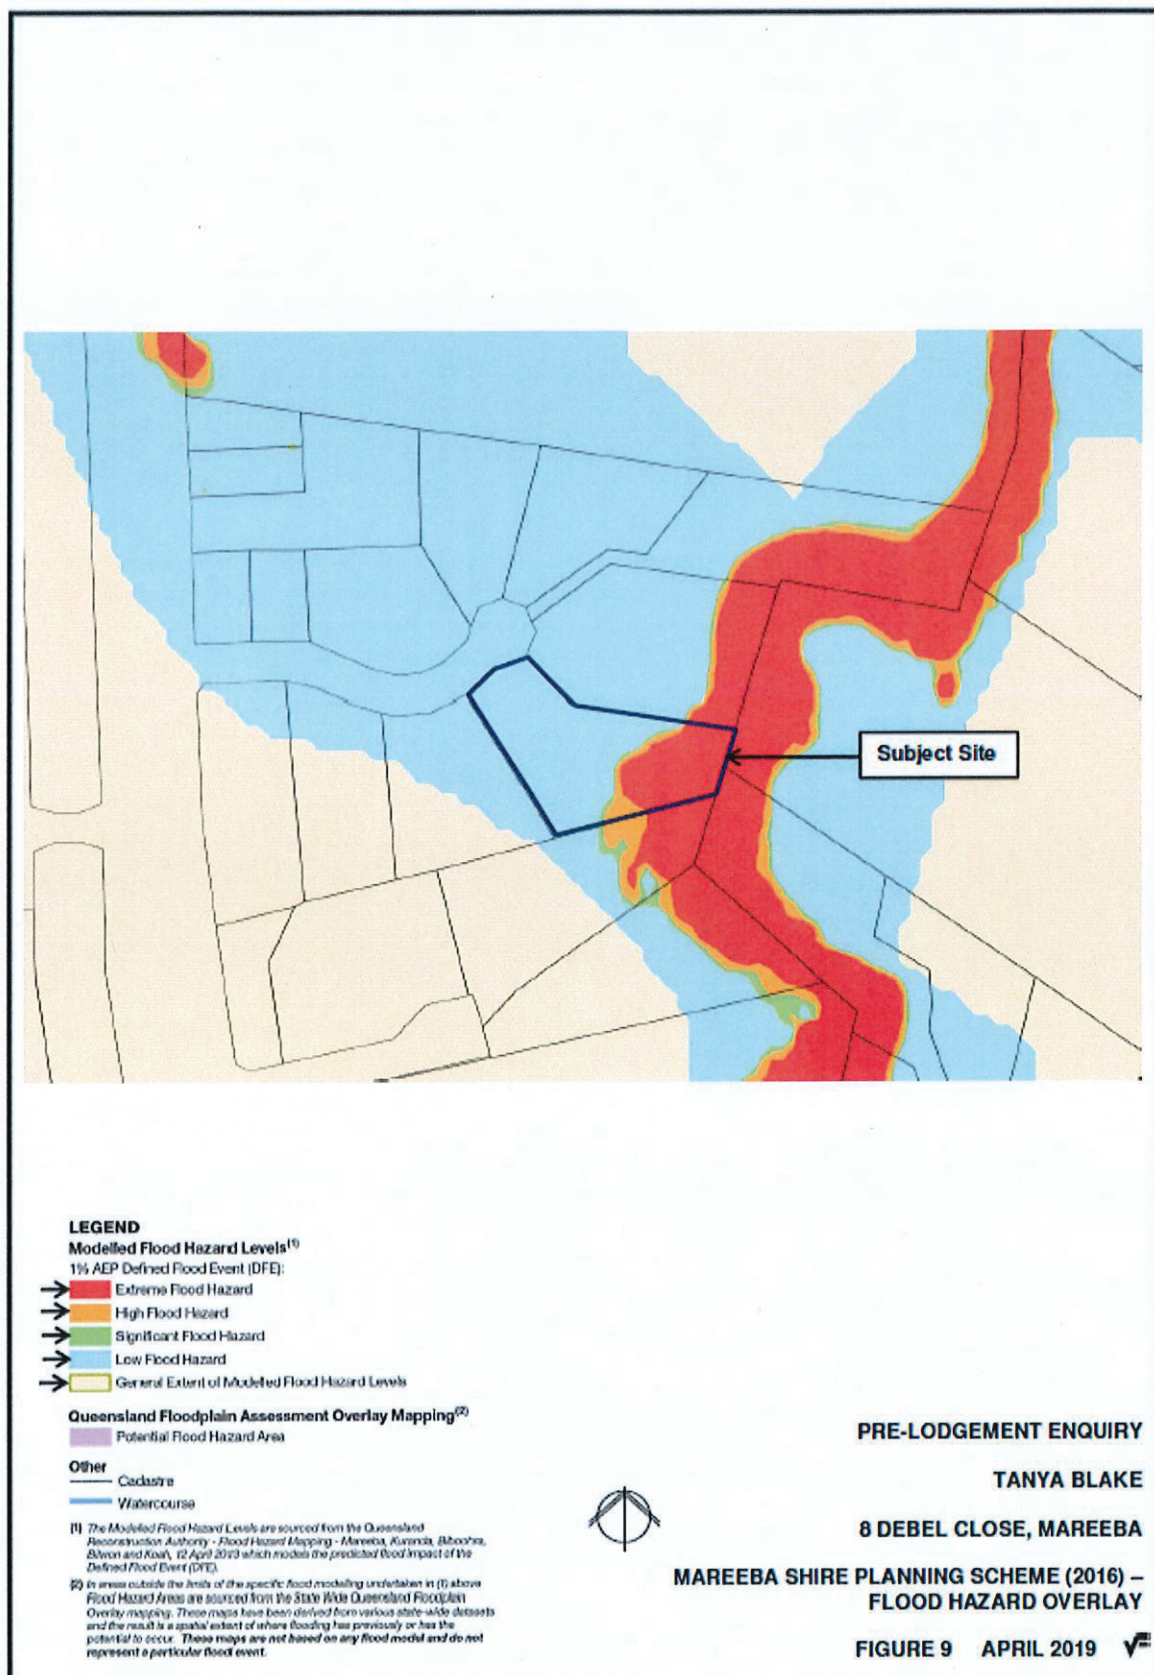 Subject Site
LEGEND
Modelled Flood Hazard Levels(1)
1% AEP Defined Flood Event (DFE):
Extreme Flood Hazard
High Flood Hazard
Significant Flood Hazard
Low Flood Hazard
General Extent of Modelled Flood Hazard Levels
Queensland Floodplain Assessment Overlay Mapping(2)
Potential Flood Hazard Area
Other
Cadastre
Watercourse
(1) The Modelled Flood Hazard Levels are sourced from the Queensland
Reconstruction Authority - Flood Hazard Mapping - Mareeba, Kuranda, Biboohra,
Bilwon and Koah, 12 April 2013 which models the predicted flood impact of the
Defined Flood Event (DFE).
(2) In areas outside the limits of the specific flood modelling undertaken in (1) above
Flood Hazard Areas are sourced from the State Wide Queensland Floodplain
Overlay mapping. These maps have been derived from various state-wide datasets
and the result is a spatial extent of where flooding has previously or has the
potential to occur. These maps are not based on any flood model and do not
represent a particular flood event.
PRE-LODGEMENT ENQUIRY
TANYA BLAKE
8 DEBEL CLOSE, MAREEBA
MAREEBA SHIRE PLANNING SCHEME (2016) –
FLOOD HAZARD OVERLAY
FIGURE 9 APRIL 2019